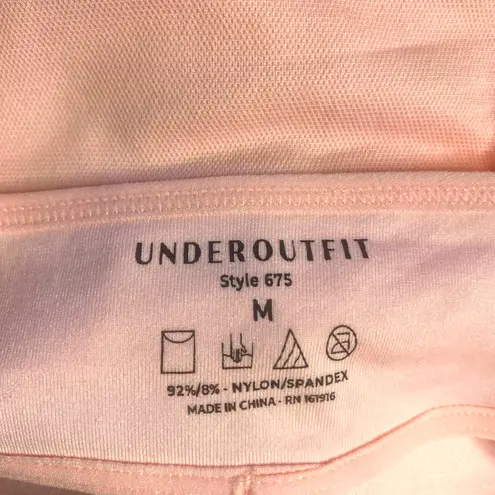 UNDEROUTFIT
Style 675
M
92%/8% - NYLON/SPANDEX
MADE IN CHINA - RN 161916